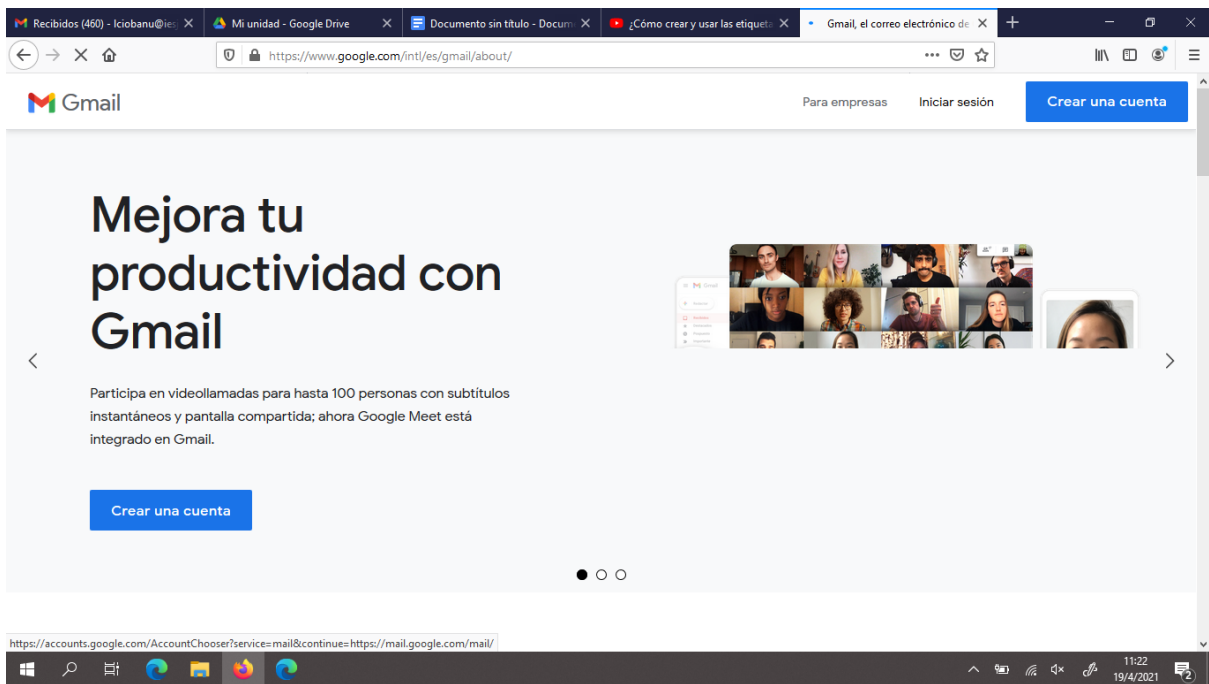 Recibidos (460) - lciobanu@iesj
Mi unidad - Google Drive
Documento sin título - Docum
¿Cómo crear y usar las etiqueta
Gmail, el correo electrónico de
https://www.google.com/intl/es/gmail/about/
Gmail
Para empresas
Iniciar sesión
Crear una cuenta
Mejora tu
productividad con
Gmail
Gmail
Participa en videollamadas para hasta 100 personas con subtítulos
instantáneos y pantalla compartida; ahora Google Meet está
integrado en Gmail.
Crear una cuenta
https://accounts.google.com/AccountChooser?service=mail&continue=https://mail.google.com/mail/
11:22
19/4/2021
2